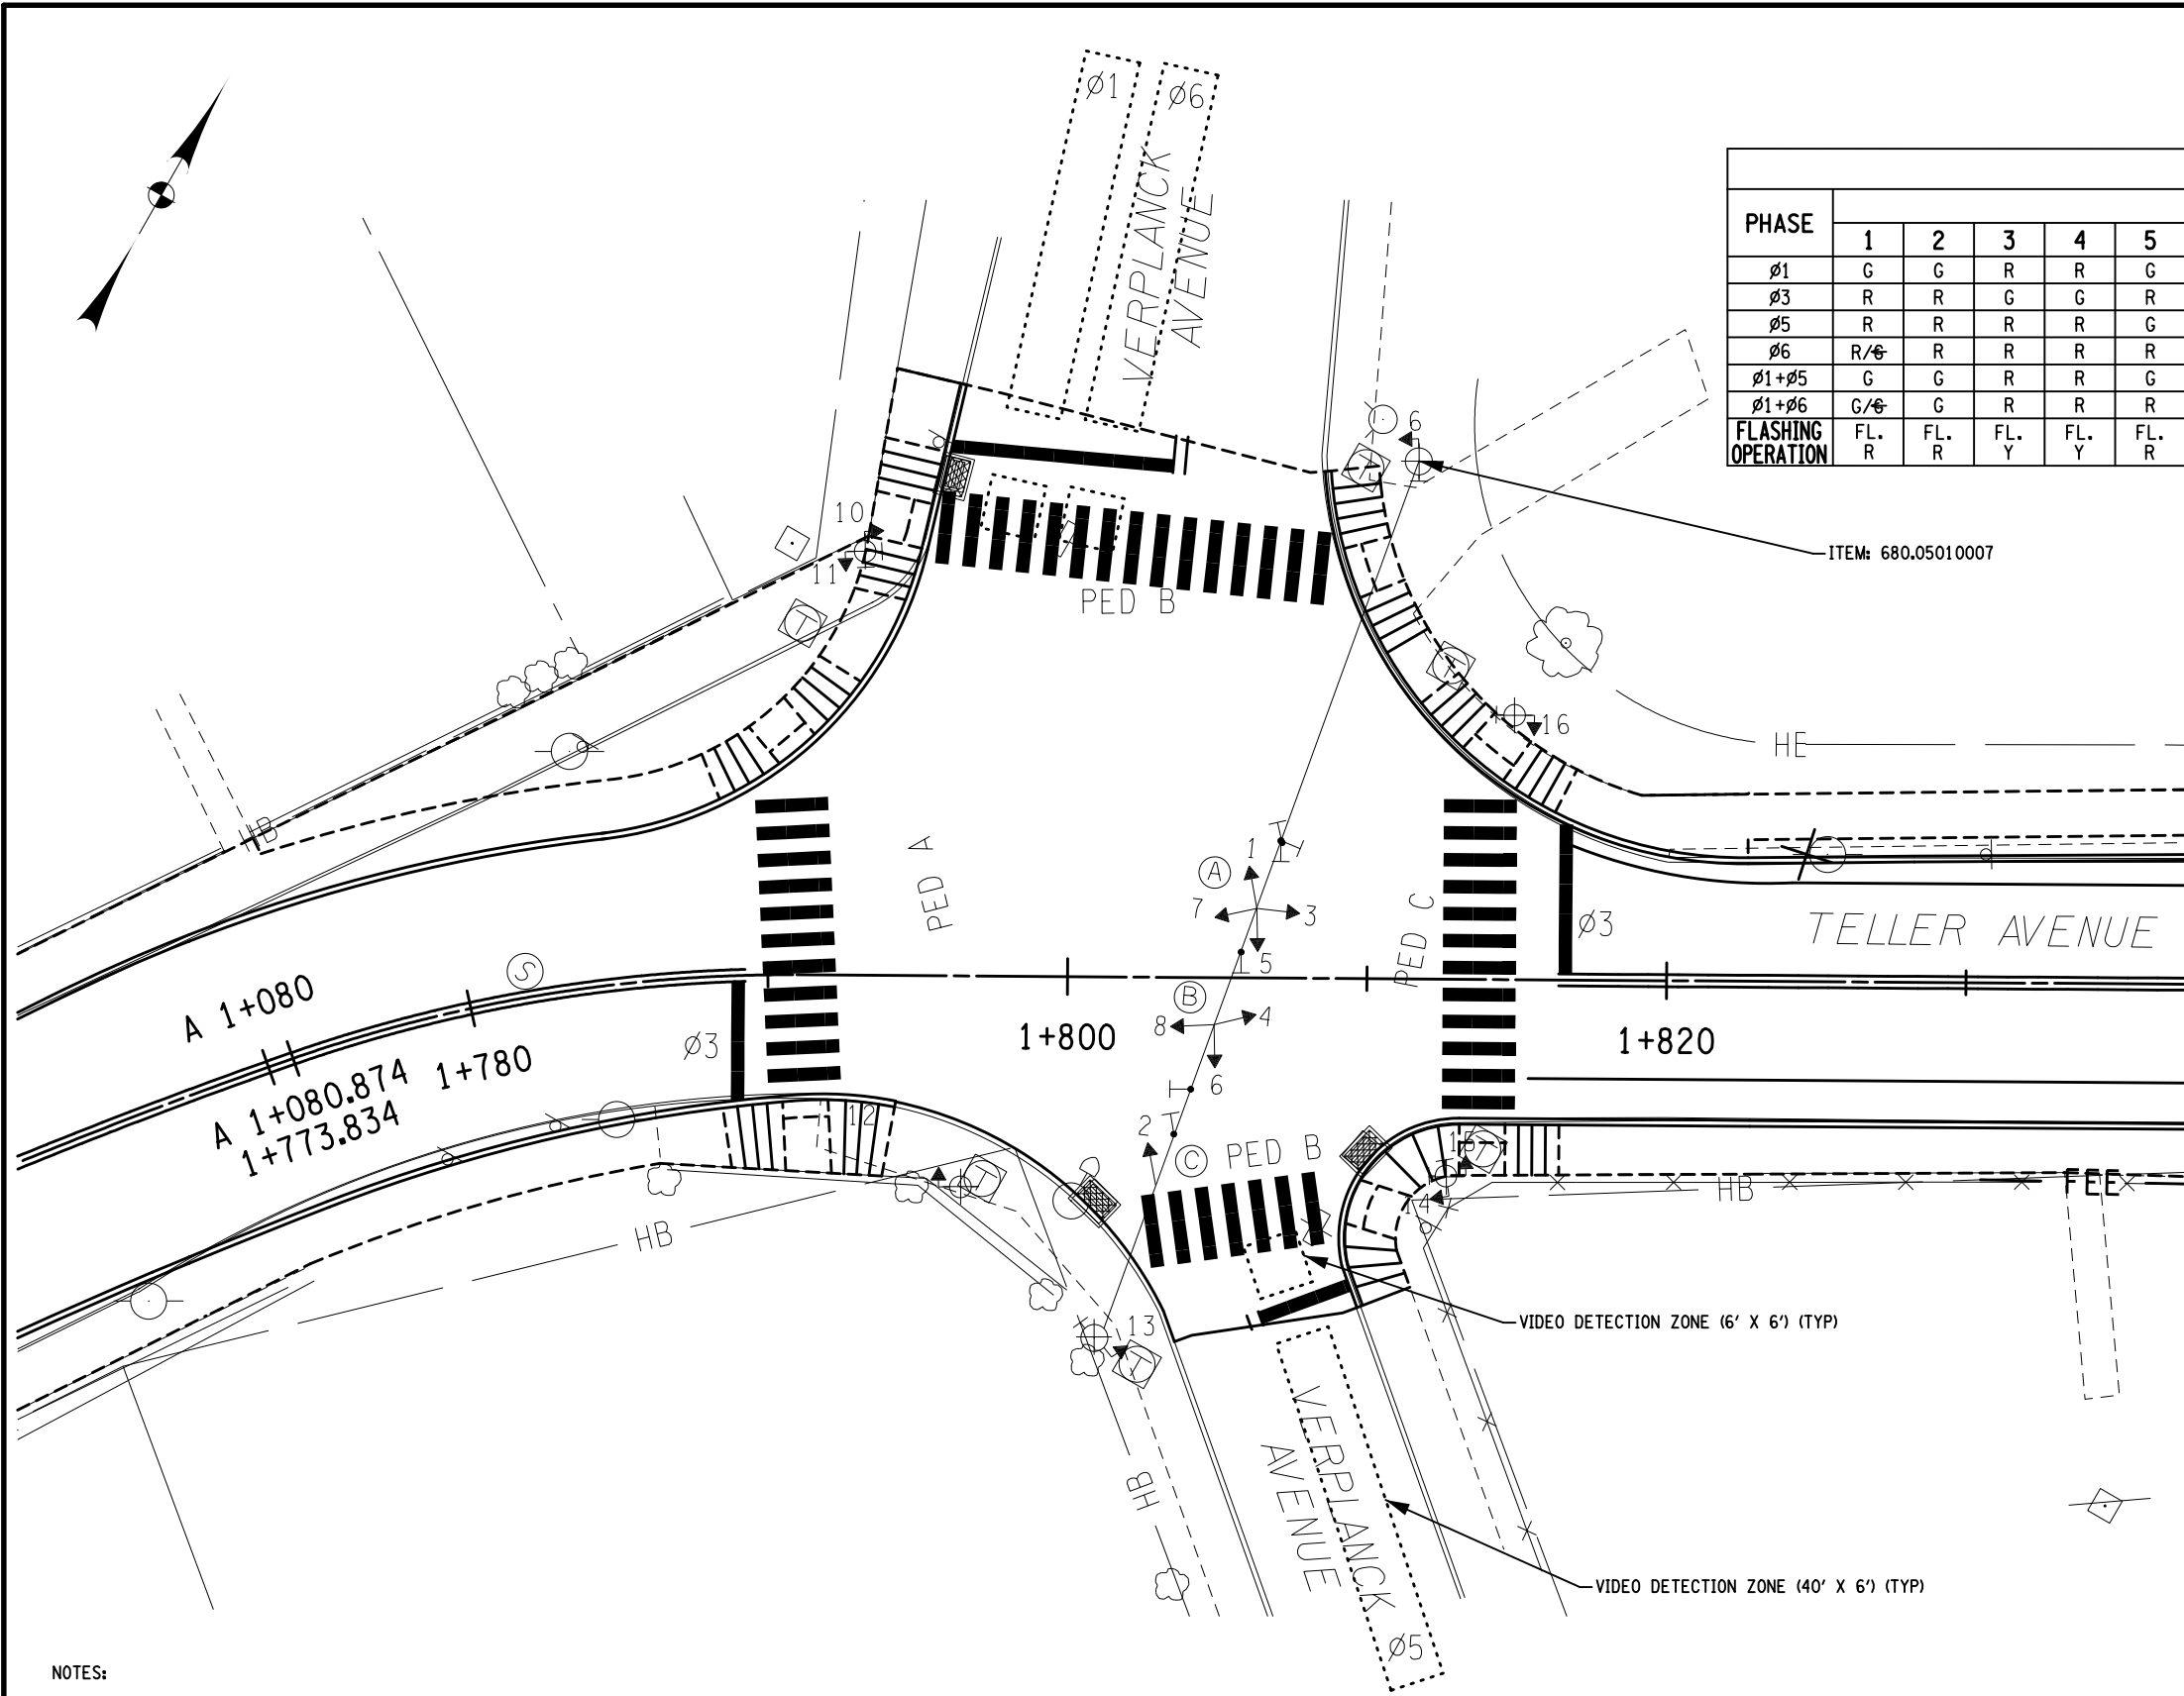 Ø1
Ø6
VERPLANCK
AVENUE
PHASE 1 2 3 4 5
Ø1 G G R R G
Ø3 R R G G R
Ø5 R R R R G
Ø6 R/G R R R R
Ø1+Ø5 G G R R G
Ø1+Ø6 G/G G R R R
FLASHING OPERATION FL. R FL. R FL. Y FL. Y FL. R
6
10
11
ITEM: 680.05010007
PED B
16
HE
HB
PED A
1
A
7
3
5
PED C
Ø3
TELLER AVENUE
S
A 1+080
B
8
4
6
Ø3
1+800
1+820
1+780
A 1+080.874
1+773.834
12
2
C
PED B
15
14
HB
FEE
HB
13
VIDEO DETECTION ZONE (6' X 6') (TYP)
VERPLANCK
AVENUE
HB
VIDEO DETECTION ZONE (40' X 6') (TYP)
Ø5
NOTES: